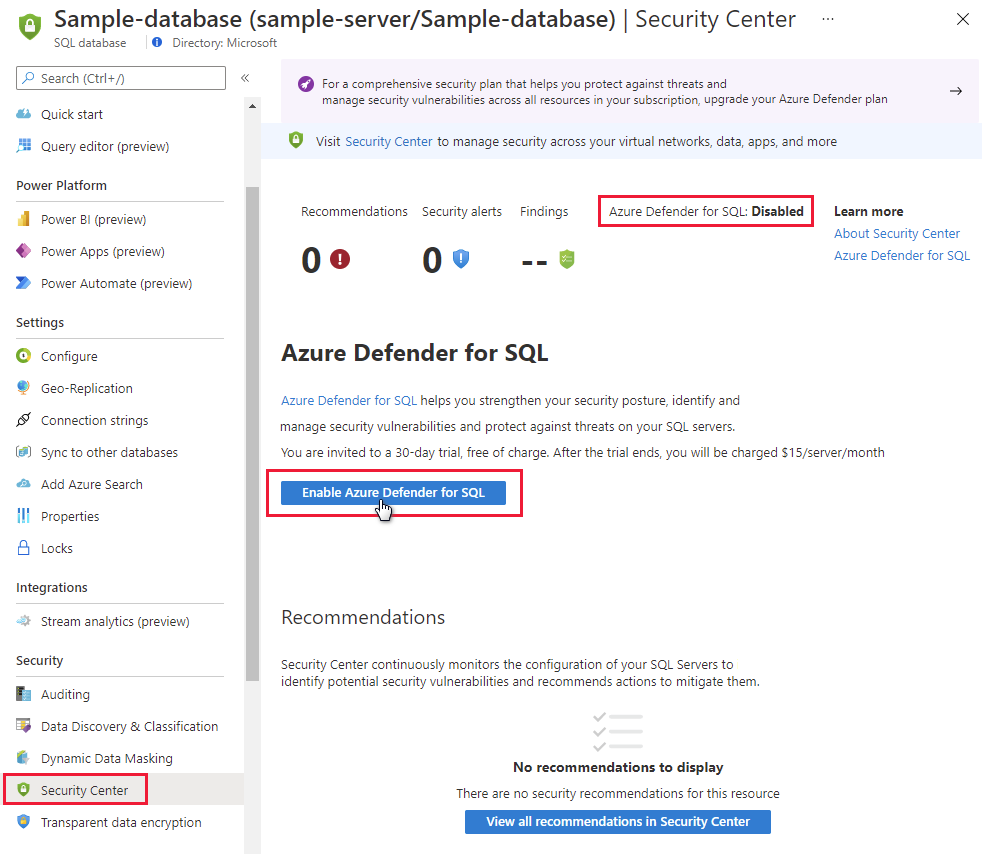 Sample-database (sample-server/Sample-database) | Security Center ...
SQL database
Directory: Microsoft
Search (Ctrl+/)
«
Quick start
Query editor (preview)
Power Platform
Power BI (preview)
Power Apps (preview)
Power Automate (preview)
Settings
Configure
Geo-Replication
Connection strings
Sync to other databases
Add Azure Search
Properties
Locks
Integrations
Stream analytics (preview)
Security
Auditing
Data Discovery & Classification
Dynamic Data Masking
Security Center
Transparent data encryption
For a comprehensive security plan that helps you protect against threats and
manage security vulnerabilities across all resources in your subscription, upgrade your Azure Defender plan
Visit Security Center to manage security across your virtual networks, data, apps, and more
Recommendations
0
Security alerts
0
Findings
--
Azure Defender for SQL: Disabled
Learn more
About Security Center
Azure Defender for SQL
Azure Defender for SQL
Azure Defender for SQL helps you strengthen your security posture, identify and
manage security vulnerabilities and protect against threats on your SQL servers.
You are invited to a 30-day trial, free of charge. After the trial ends, you will be charged $15/server/month
Enable Azure Defender for SQL
Recommendations
Security Center continuously monitors the configuration of your SQL Servers to
identify potential security vulnerabilities and recommends actions to mitigate them.
No recommendations to display
There are no security recommendations for this resource
View all recommendations in Security Center